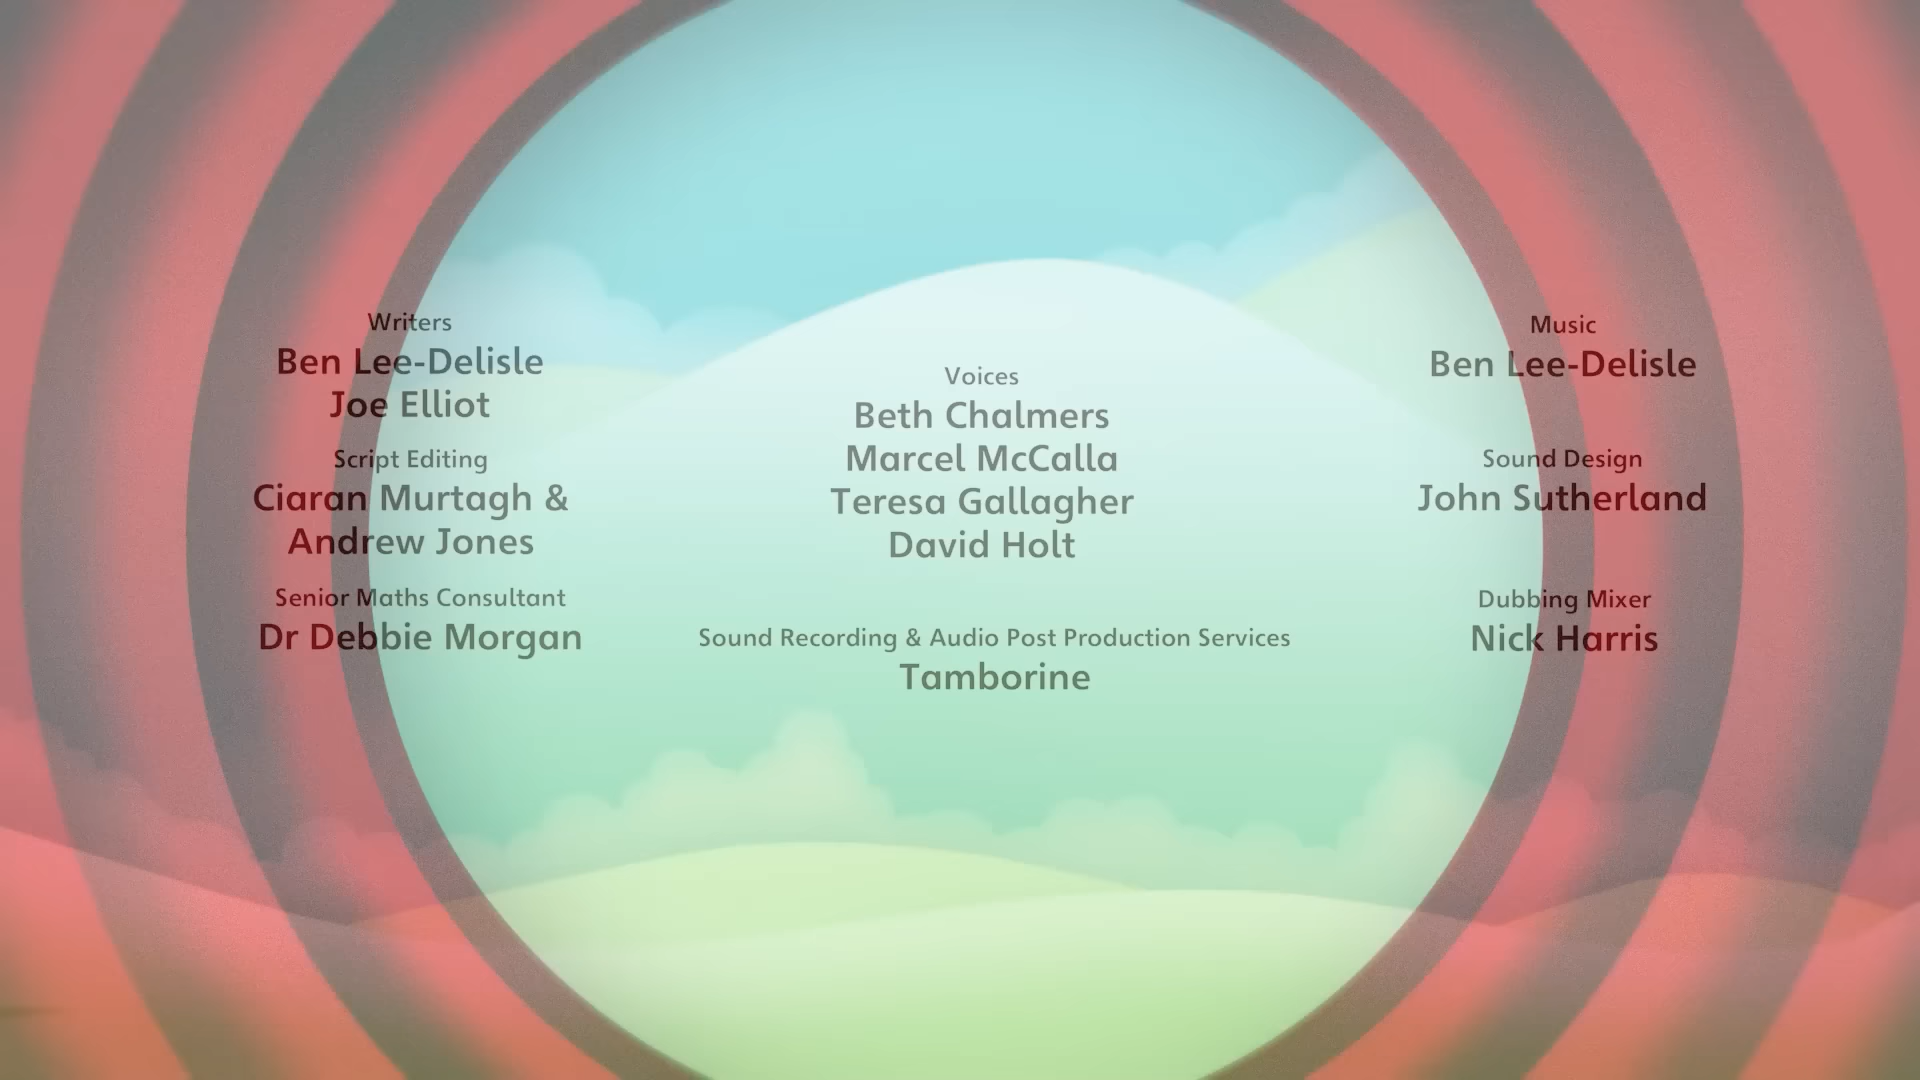 Writers
Ben Lee-Delisle
Joe Elliot
Script Editing
Ciaran Murtagh &
Andrew Jones
Senior Maths Consultant
Dr Debbie Morgan
Voices
Beth Chalmers
Marcel McCalla
Teresa Gallagher
David Holt
Sound Recording & Audio Post Production Services
Tamborine
Music
Ben Lee-Delisle
Sound Design
John Sutherland
Dubbing Mixer
Nick Harris